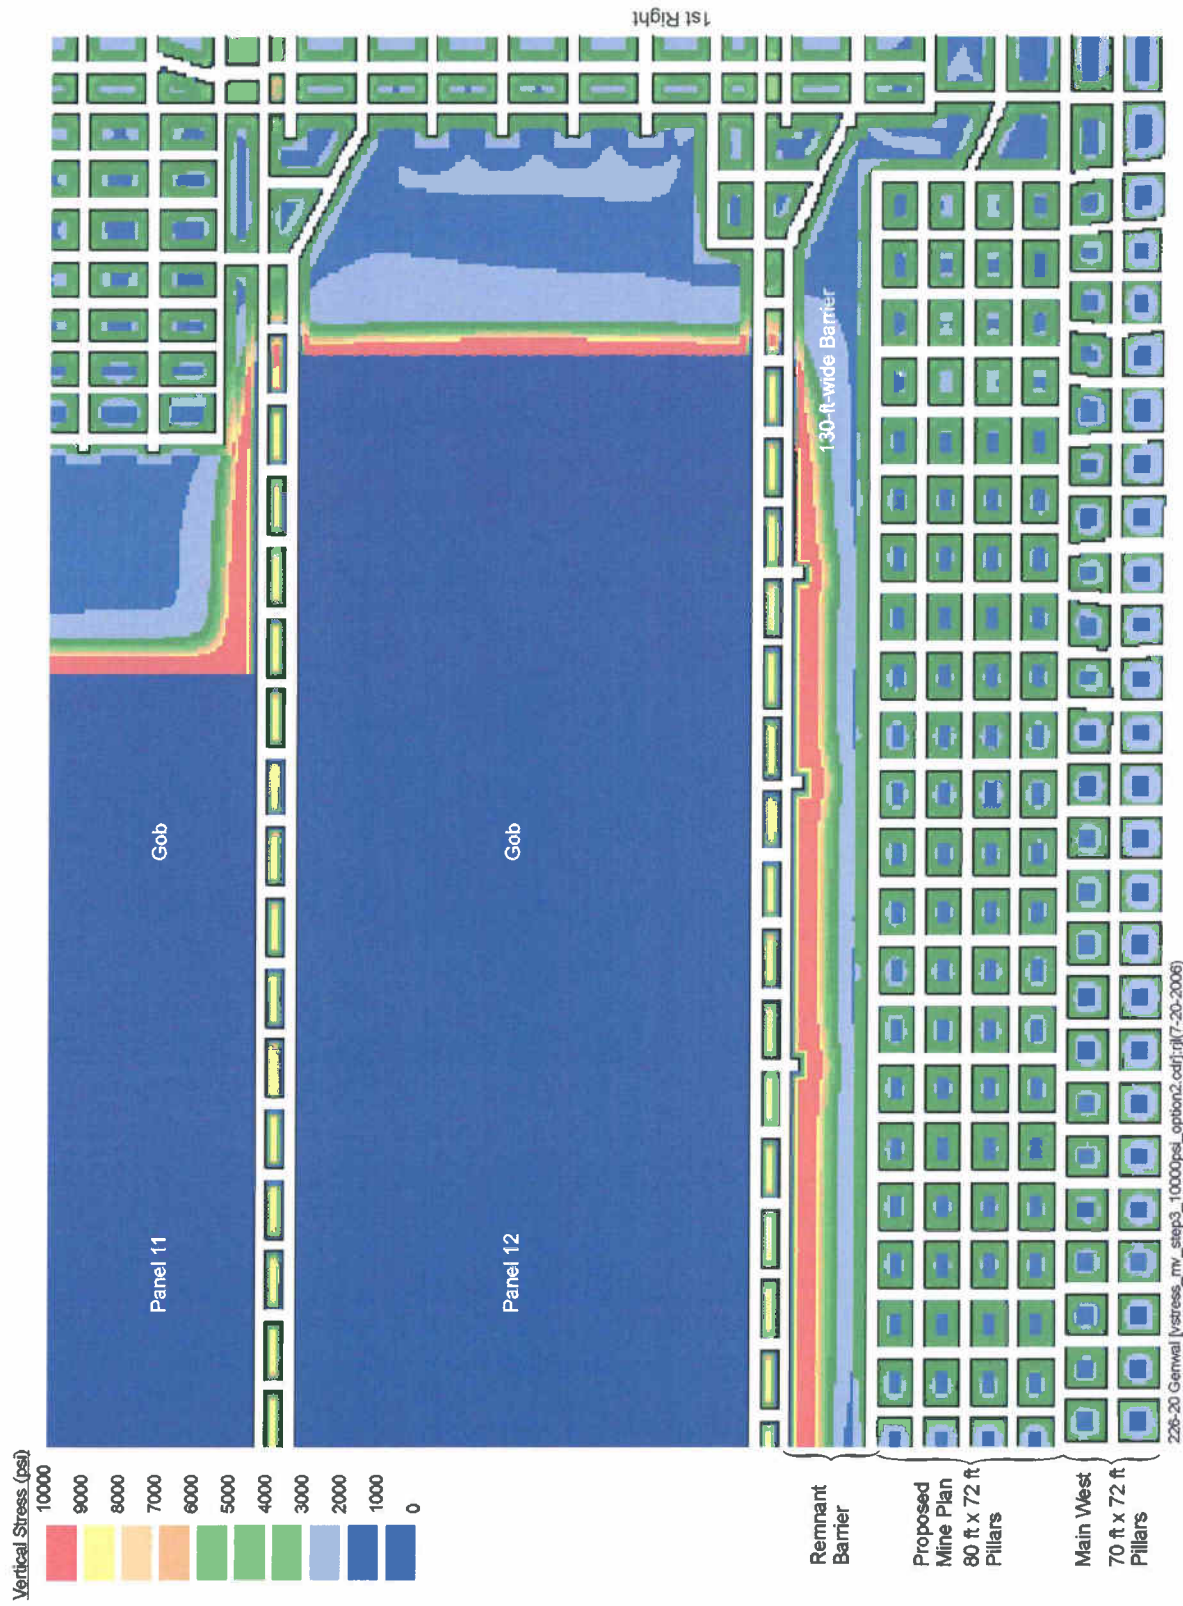 1st Right
Vertical Stress (psi)
10000
9000
8000
7000
6000
5000
4000
3000
2000
1000
0
Panel 11
Gob
Panel 12
Gob
130-ft-wide Barrier
Remnant
Barrier
Proposed
Mine Plan
80 ft x 72 ft
Pillars
Main West
70 ft x 72 ft
Pillars
226-20 Genwal [vstress_mv_step3_10000psi_option2.cdr]:rjl(7-20-2006)